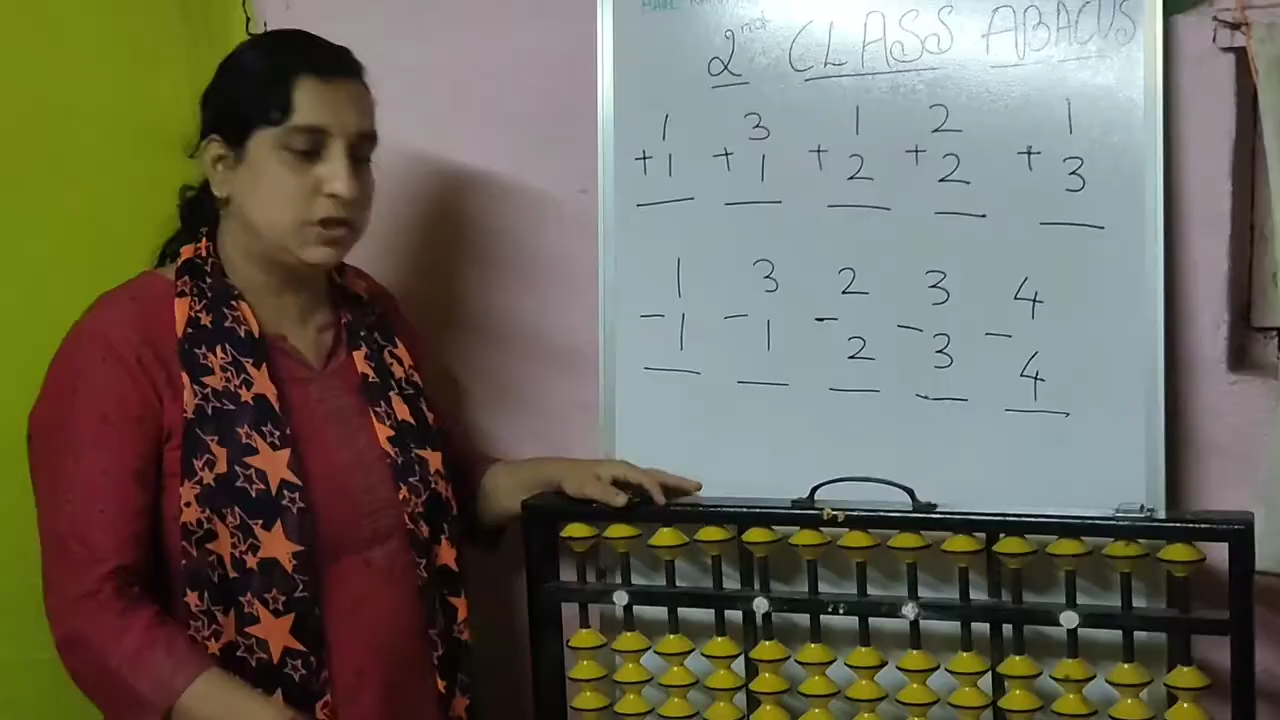 2nd CLASS ABACUS
1 3 1 2 1
+1 +1 +2 +2 +3
1 3 2 3 4
-1 -1 -2 -3 -4